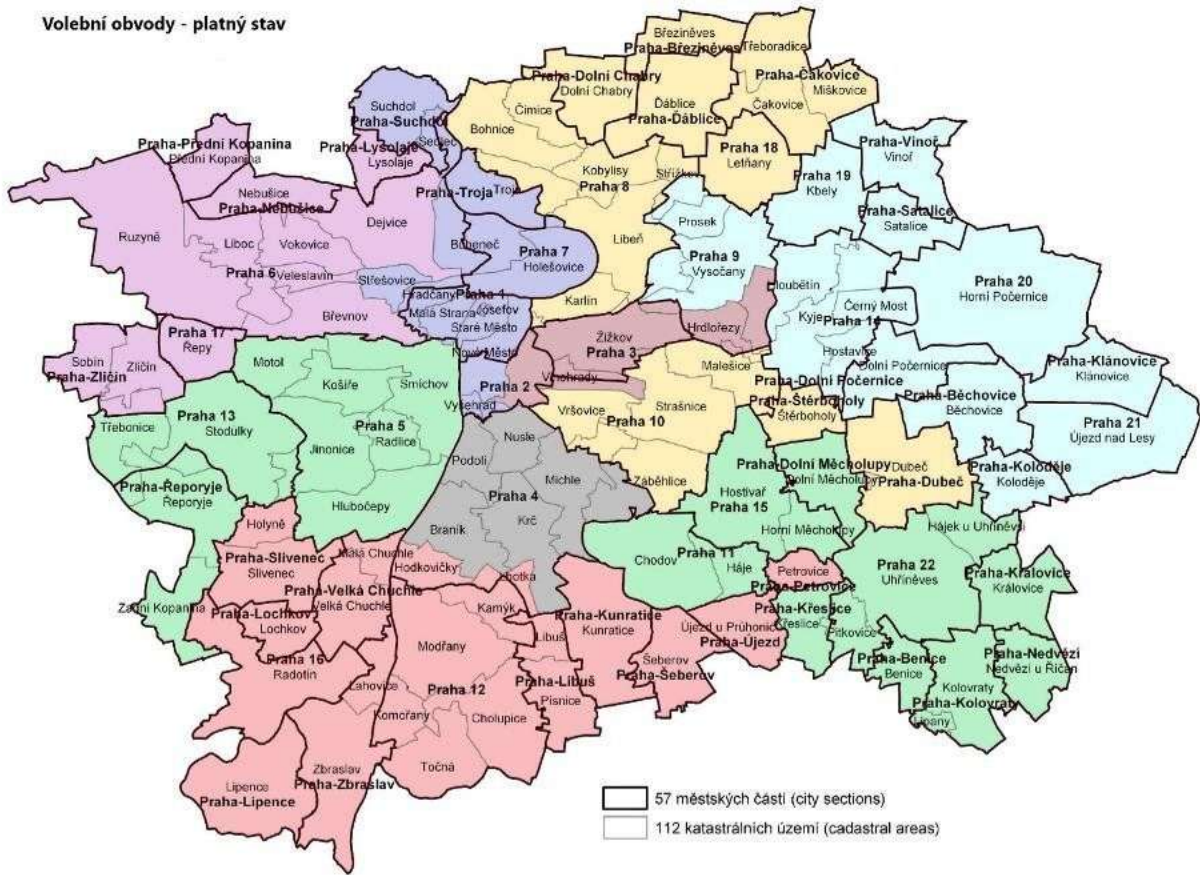 Volební obvody - platný stav
Březiněves
Praha-Březiněves
Třeboradice
Praha-Čakovice
Miškovice
Čakovice
Praha-Dolní Chabry
Dolní Chabry
Ďáblice
Praha-Ďáblice
Suchdol
Praha-Suchdol
Sedlec
Čimice
Bohnice
Praha-Přední Kopanina
Přední Kopanina
Praha-Lysolaje
Lysolaje
Praha 18
Letňany
Praha-Vinoř
Vinoř
Kobylisy
Praha 8
Střížkov
Praha 19
Kbely
Nebušice
Praha-Nebušice
Praha-Troja
Troja
Dejvice
Praha-Satalice
Satalice
Prosek
Ruzyně
Liboc
Vokovice
Bubeneč
Praha 7
Holešovice
Libeň
Praha 9
Vysočany
Praha 6
Veleslavín
Střešovice
Praha 20
Horní Počernice
Hradčany
Praha 1
Josefov
Malá Strana
Staré Město
Karlín
Hloubětín
Černý Most
Kyje
Praha 14
Břevnov
Hrdlořezy
Žižkov
Praha 3
Nové Město
Praha 17
Řepy
Sobín
Zličín
Praha-Zličín
Motol
Košíře
Smíchov
Malešice
Hostavice
Dolní Počernice
Praha-Dolní Počernice
Praha-Klánovice
Klánovice
Praha 2
Vinohrady
Vyšehrad
Praha-Štěrboholy
Štěrboholy
Praha-Běchovice
Běchovice
Praha 13
Stodůlky
Třebonice
Praha 5
Radlice
Jinonice
Vršovice
Strašnice
Praha 10
Praha 21
Újezd nad Lesy
Nusle
Podolí
Michle
Záběhlice
Praha-Dolní Měcholupy
Dolní Měcholupy
Dubeč
Praha-Dubeč
Praha-Koloděje
Koloděje
Praha-Řeporyje
Řeporyje
Hlubočepy
Praha 4
Krč
Braník
Hostivař
Praha 15
Horní Měcholupy
Hájek u Uhříněvsi
Holyně
Praha-Slivenec
Slivenec
Malá Chuchle
Hodkovičky
Lhotka
Chodov
Praha 11
Háje
Petrovice
Praha-Petrovice
Praha 22
Uhříněves
Praha-Královice
Královice
Praha-Velká Chuchle
Velká Chuchle
Zadní Kopanina
Praha-Lochkov
Lochkov
Kamýk
Praha-Kunratice
Kunratice
Praha-Křeslice
Křeslice
Pitkovice
Újezd u Průhonic
Praha-Újezd
Libuš
Modřany
Praha 16
Radotín
Šeberov
Praha-Šeberov
Praha-Benice
Benice
Praha-Nedvězí
Nedvězí u Říčan
Lahovice
Praha 12
Praha-Libuš
Písnice
Kolovraty
Praha-Kolovraty
Lipany
Komořany
Cholupice
Točná
Zbraslav
Praha-Zbraslav
Lipence
Praha-Lipence
57 městských částí (city sections)
112 katastrálních území (cadastral areas)